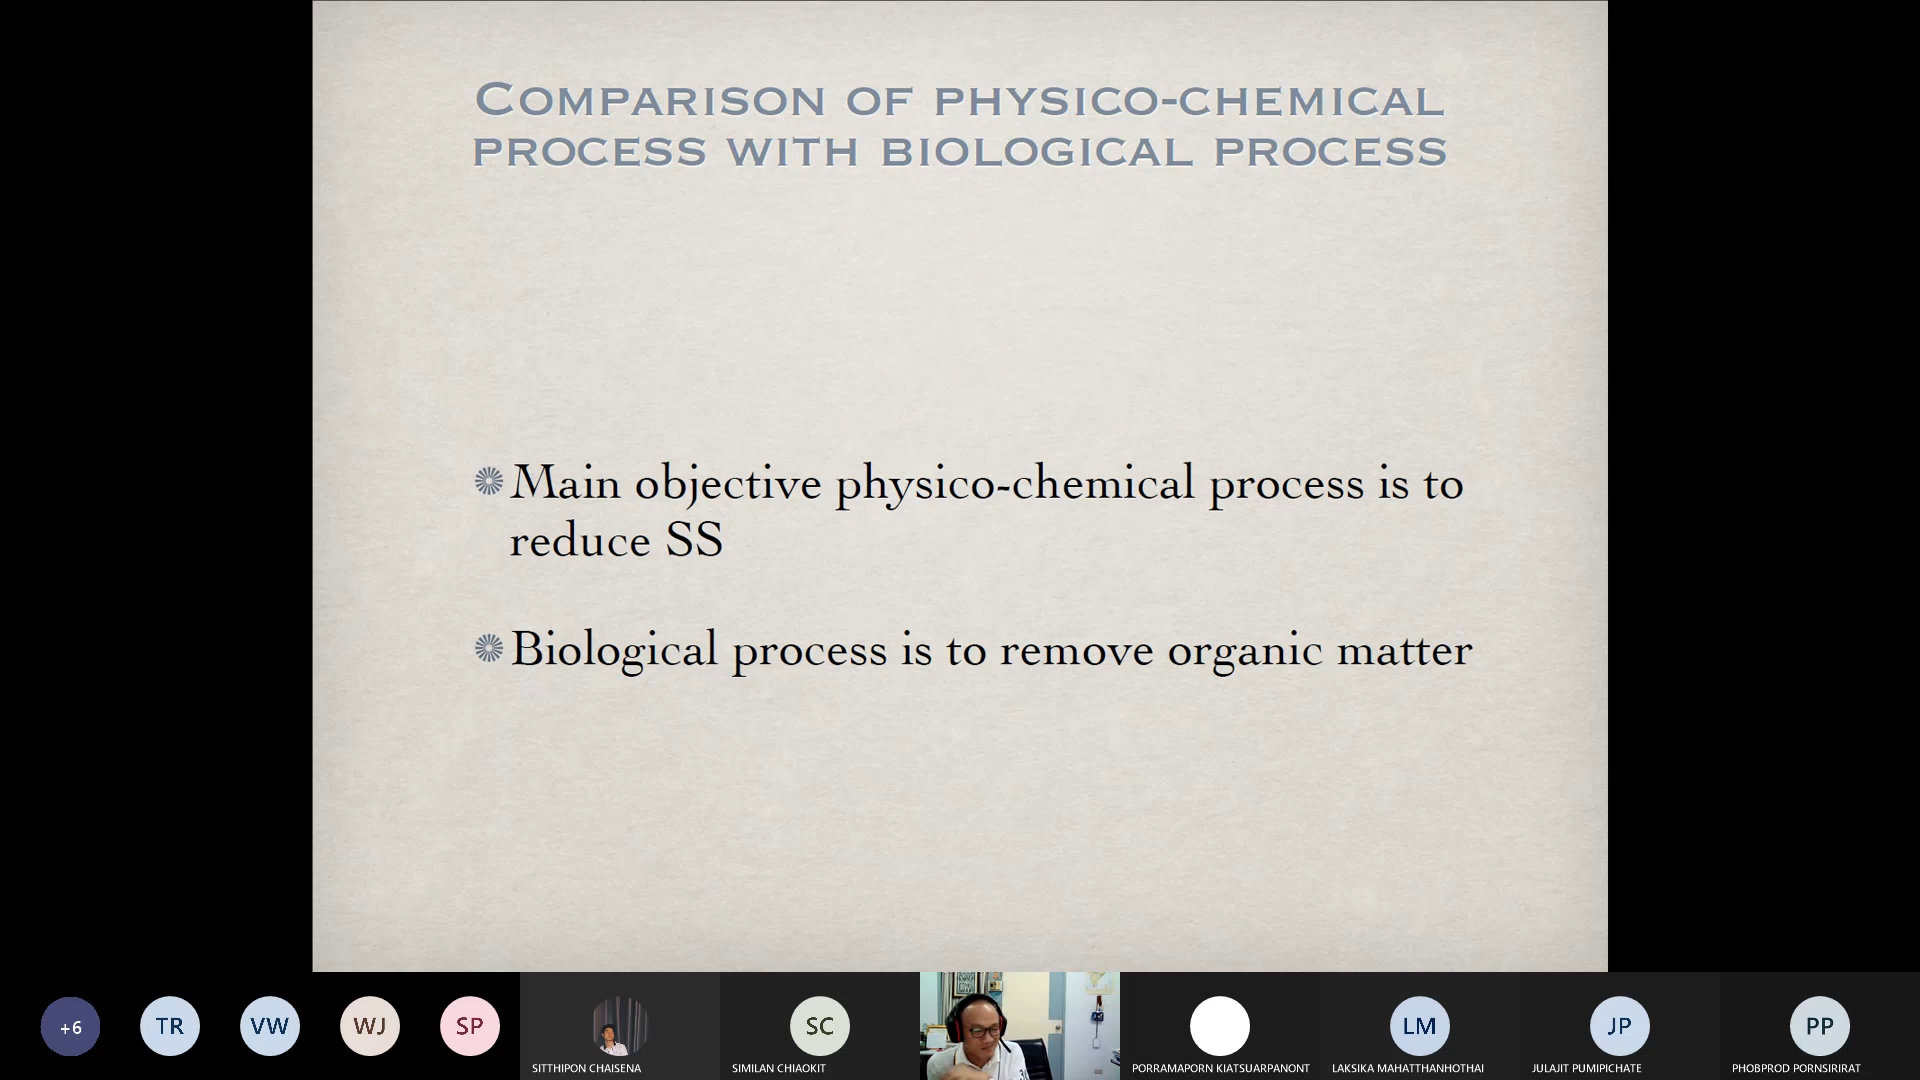 COMPARISON OF PHYSICO-CHEMICAL
PROCESS WITH BIOLOGICAL PROCESS
Main objective physico-chemical process is to
reduce SS
Biological process is to remove organic matter
+6
TR
VW
WJ
SP
SITTHIPON CHAISENA
SC
SIMILAN CHIAOKIT
PORRAMAPORN KIATSUARPANONT
LM
LAKSIKA MAHATTHANHOTHAI
JP
JULAJIT PUMIPICHATE
PP
PHOBPROD PORNSIRIRAT